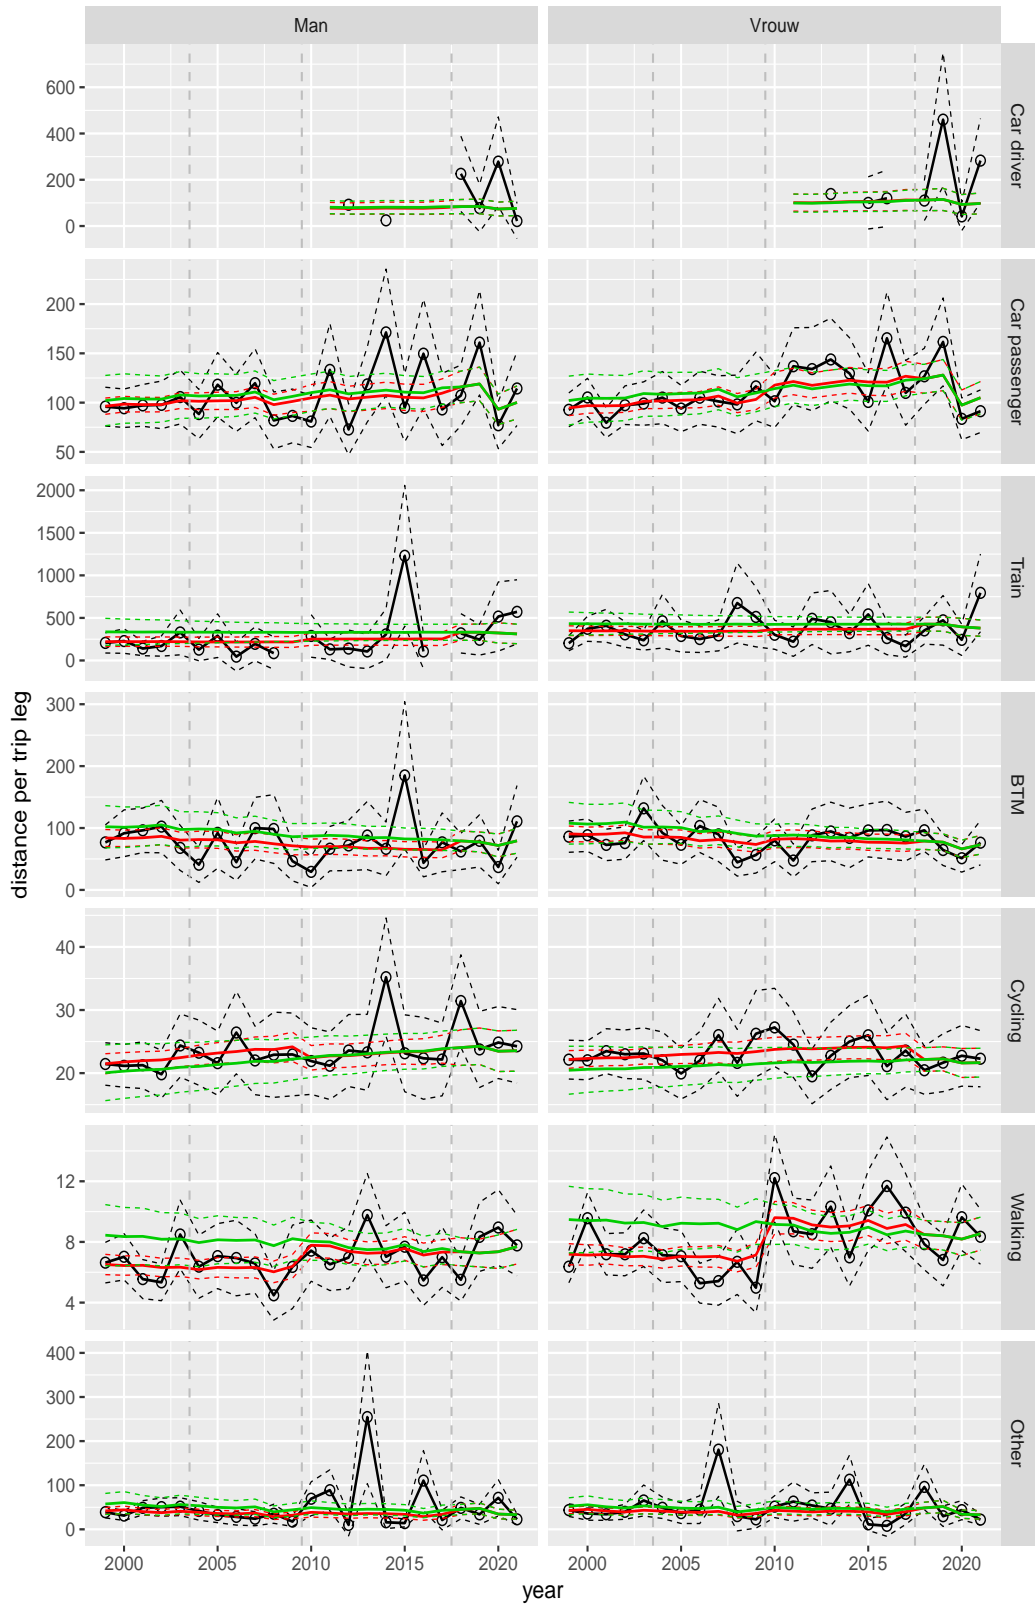 Man Vrouw
600
400
200
0
Car driver
200
150
100
50
Car passenger
2000
1500
1000
500
0
Train
300
200
100
0
BTM
distance per trip leg
40
30
20
Cycling
12
8
4
Walking
400
300
200
100
0
Other
2000 2005 2010 2015 2020 2000 2005 2010 2015 2020
year